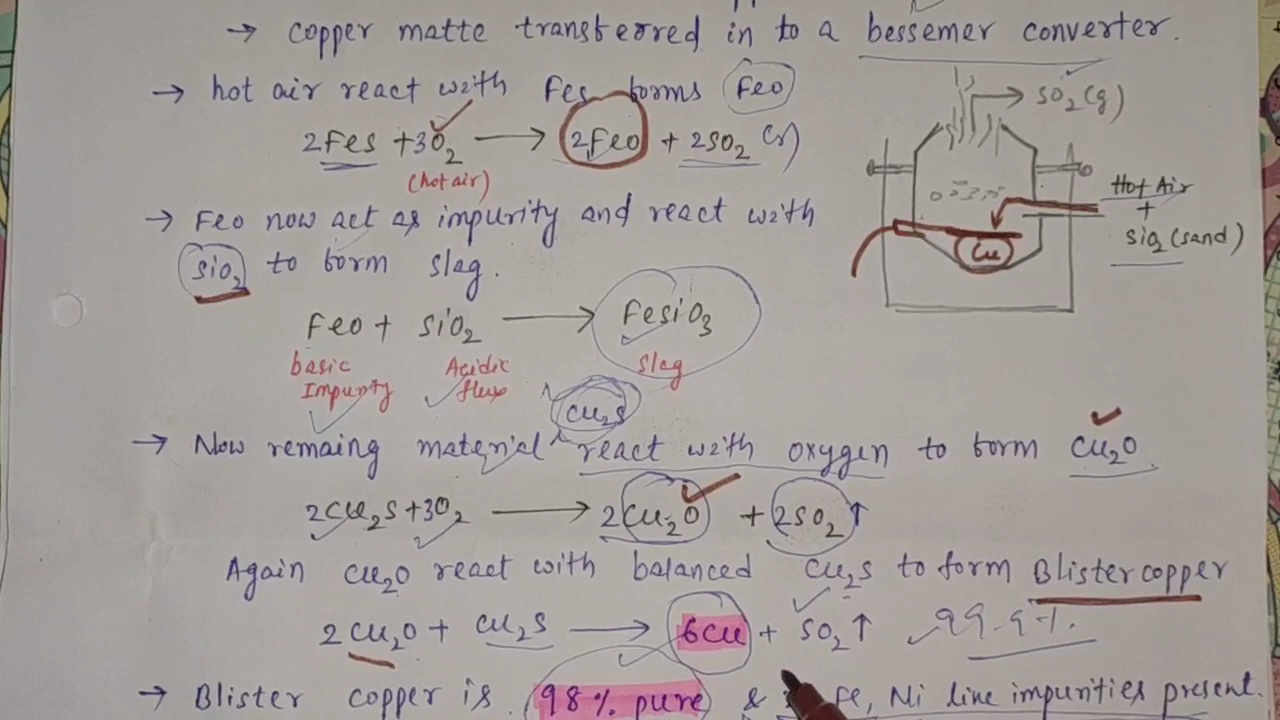 → copper matte transferred in to a bessemer converter.
→ hot air react with Fes forms Feo
2Fes + 3O₂ → 2Feo + 2SO₂ (g)
(hot air)
SO₂(g)
Hot Air
+
SiO₂ (sand)
Cu
→ Feo now act as impurity and react with
SiO₂ to form slag.
Feo + SiO₂ → FeSiO₃
basic Impurity
Acidic flux
slag
Cu₂S
→ Now remaing material react with oxygen to form Cu₂O
2Cu₂S + 3O₂ → 2Cu₂O + 2SO₂ ↑
Again Cu₂O react with balanced Cu₂S to form Blister copper
2Cu₂O + Cu₂S → 6Cu + SO₂ ↑ 99.9%.
→ Blister copper is 98% pure & Fe, Ni line impurities present.